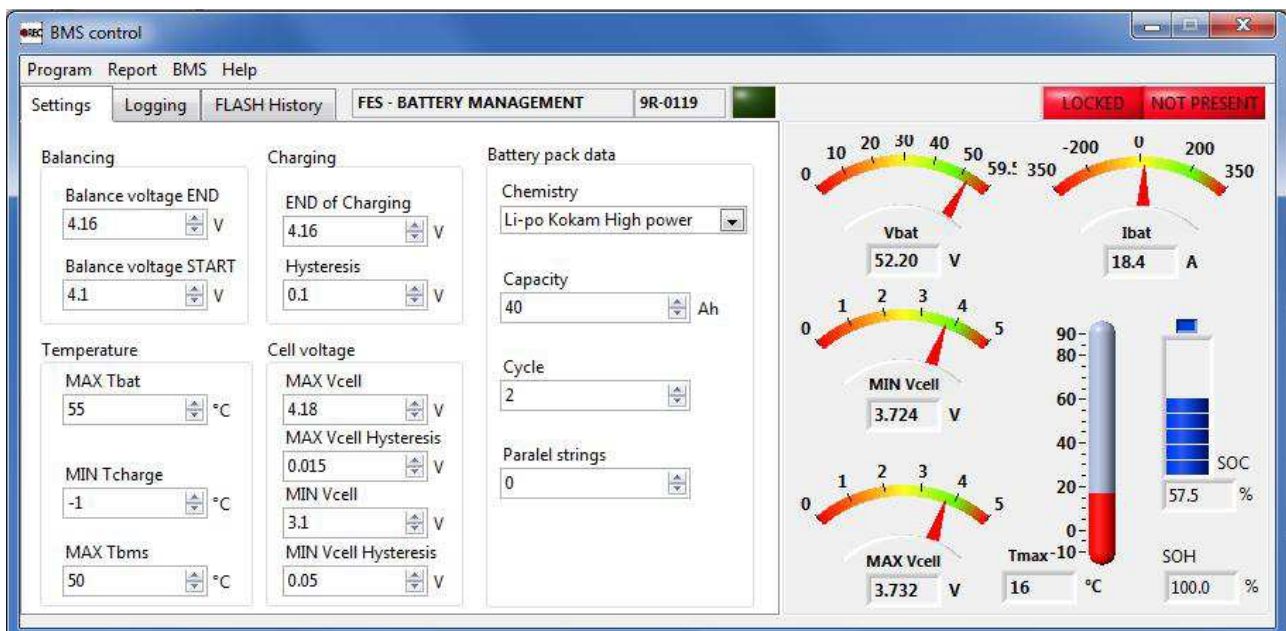 REC BMS control
Program Report BMS Help
Settings Logging FLASH History FES - BATTERY MANAGEMENT 9R-0119 LOCKED NOT PRESENT
Balancing
Balance voltage END
4.16 V
Balance voltage START
4.1 V
Charging
END of Charging
4.16 V
Hysteresis
0.1 V
Battery pack data
Chemistry
Li-po Kokam High power
Capacity
40 Ah
Cycle
2
Paralel strings
0
Temperature
MAX Tbat
55 °C
MIN Tcharge
-1 °C
MAX Tbms
50 °C
Cell voltage
MAX Vcell
4.18 V
MAX Vcell Hysteresis
0.015 V
MIN Vcell
3.1 V
MIN Vcell Hysteresis
0.05 V
0 10 20 30 40 50 59.5
Vbat
52.20 V
350 -200 0 200 350
Ibat
18.4 A
0 1 2 3 4 5
MIN Vcell
3.724 V
0 1 2 3 4 5
MAX Vcell
3.732 V
90
80
60
40
20
0
-10
Tmax
16 °C
SOC
57.5 %
SOH
100.0 %